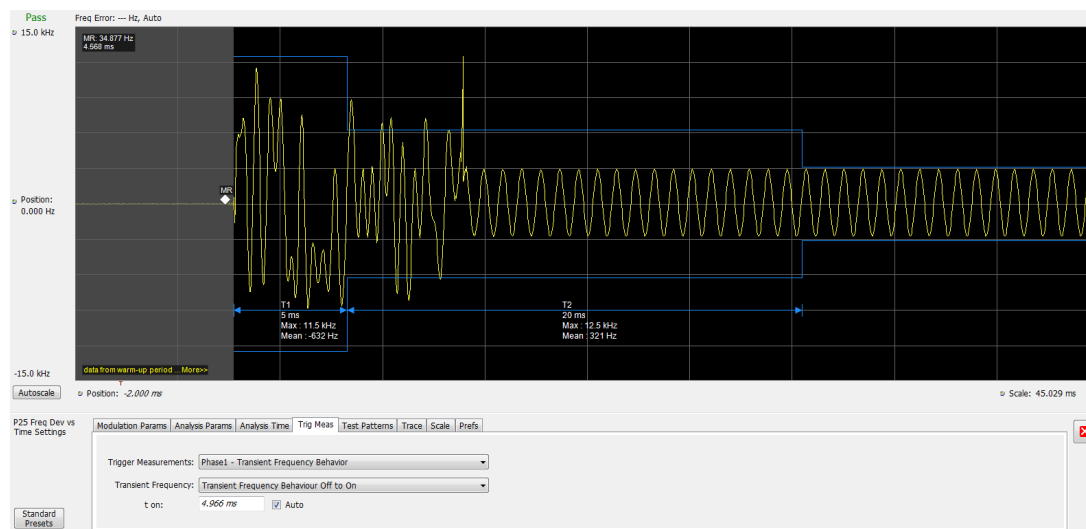 Pass
Freq Error: --- Hz, Auto
15.0 kHz
MR: 34.877 Hz
4.568 ms
MR
Position:
0.000 Hz
T1
5 ms
Max : 11.5 kHz
Mean : -632 Hz
T2
20 ms
Max : 12.5 kHz
Mean : 321 Hz
-15.0 kHz
data from warm-up period ... More>>
T
Autoscale
Position: -2.000 ms
Scale: 45.029 ms
P25 Freq Dev vs
Time Settings
Modulation Params
Analysis Params
Analysis Time
Trig Meas
Test Patterns
Trace
Scale
Prefs
Trigger Measurements: Phase1 - Transient Frequency Behavior
Transient Frequency: Transient Frequency Behaviour Off to On
t on: 4.966 ms Auto
Standard
Presets